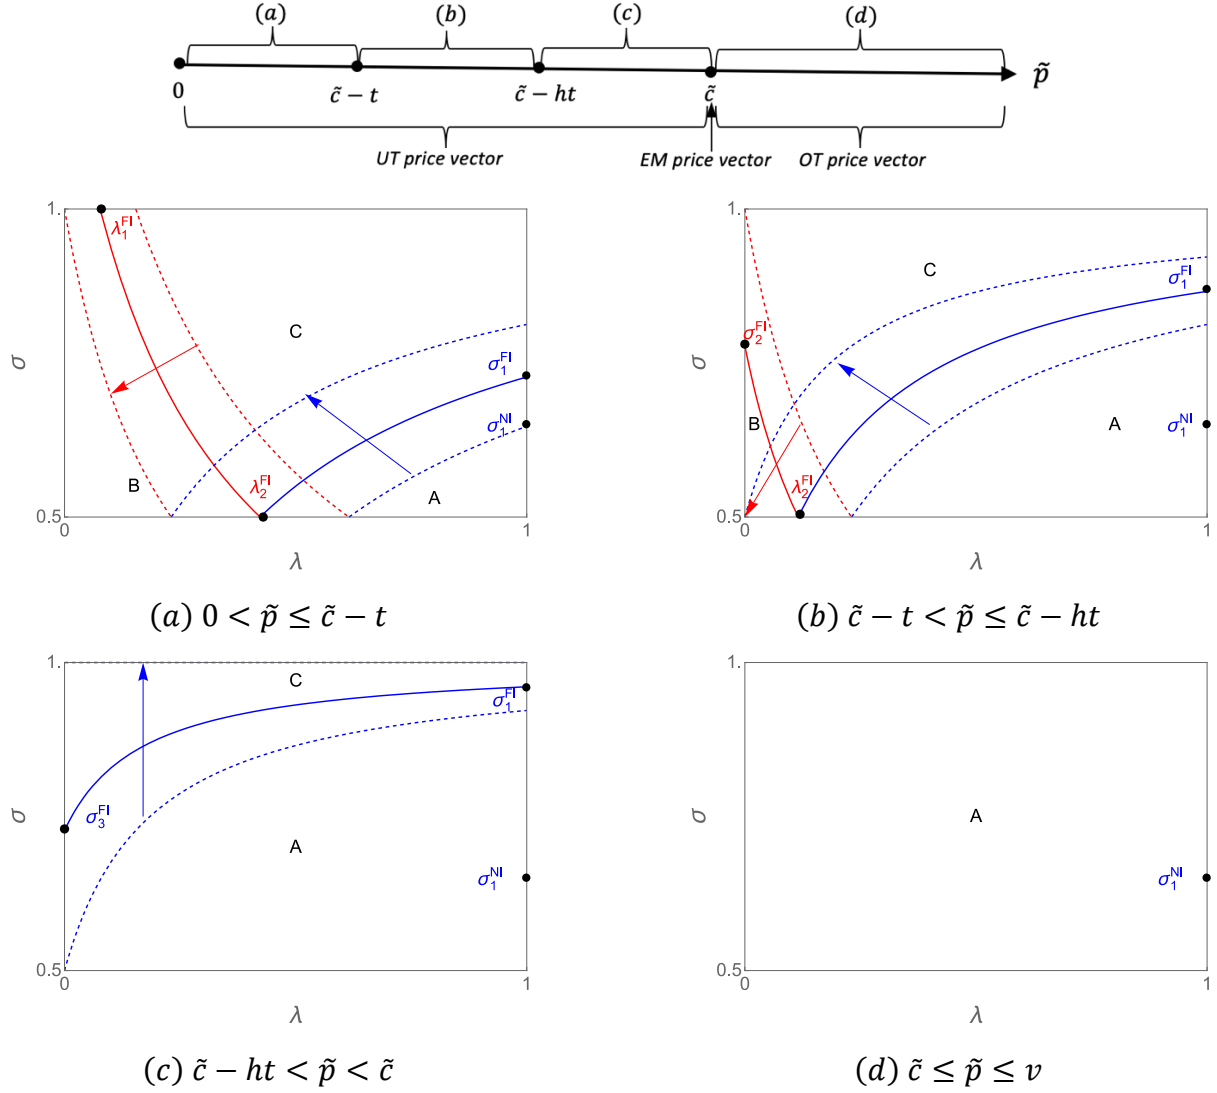 (a) (b) (c) (d)
0 c̃ − t c̃ − ht c̃ p̃
UT price vector EM price vector OT price vector
1. λ₁^FI C σ₁^FI σ₁^NI B λ₂^FI A
σ
0.5 0 1
λ
(a) 0 < p̃ ≤ c̃ − t
1. C σ₁^FI σ₂^FI B A σ₁^NI λ₂^FI
σ
0.5 0 1
λ
(b) c̃ − t < p̃ ≤ c̃ − ht
1. C σ₁^FI σ₃^FI A σ₁^NI
σ
0.5 0 1
λ
(c) c̃ − ht < p̃ < c̃
1. A σ₁^NI
σ
0.5 0 1
λ
(d) c̃ ≤ p̃ ≤ v